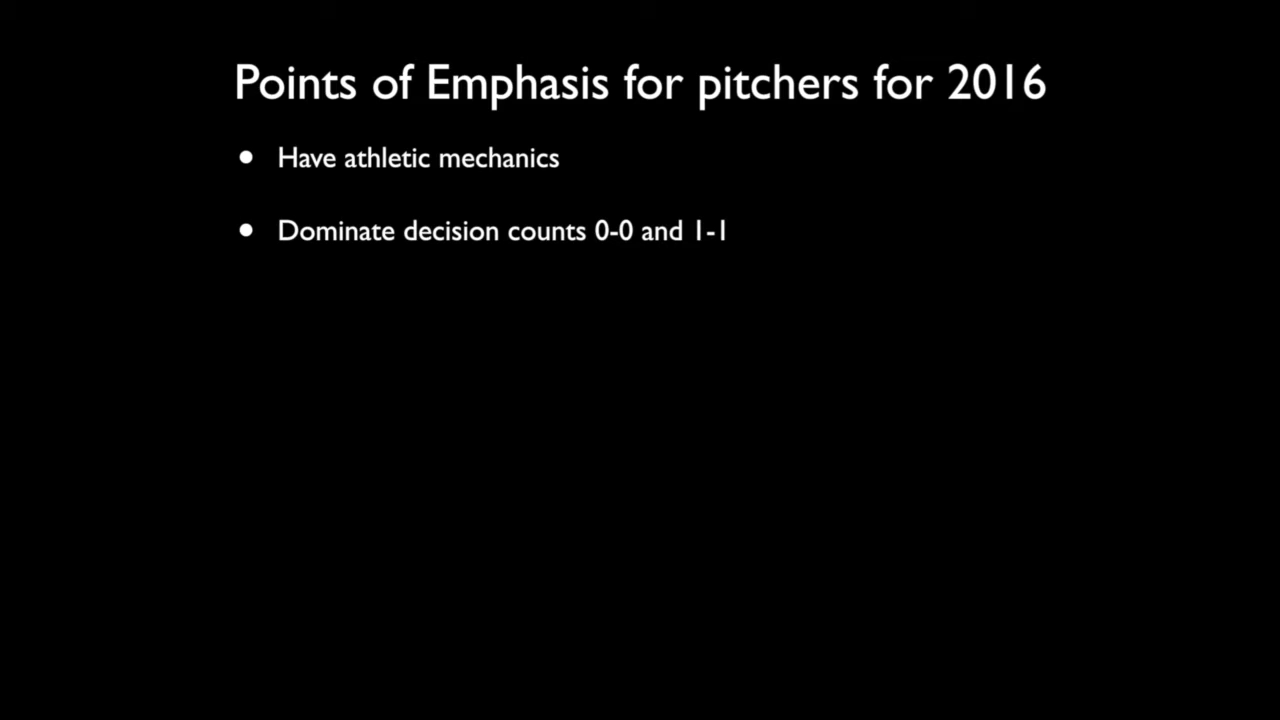 Points of Emphasis for pitchers for 2016
• Have athletic mechanics
• Dominate decision counts 0-0 and 1-1